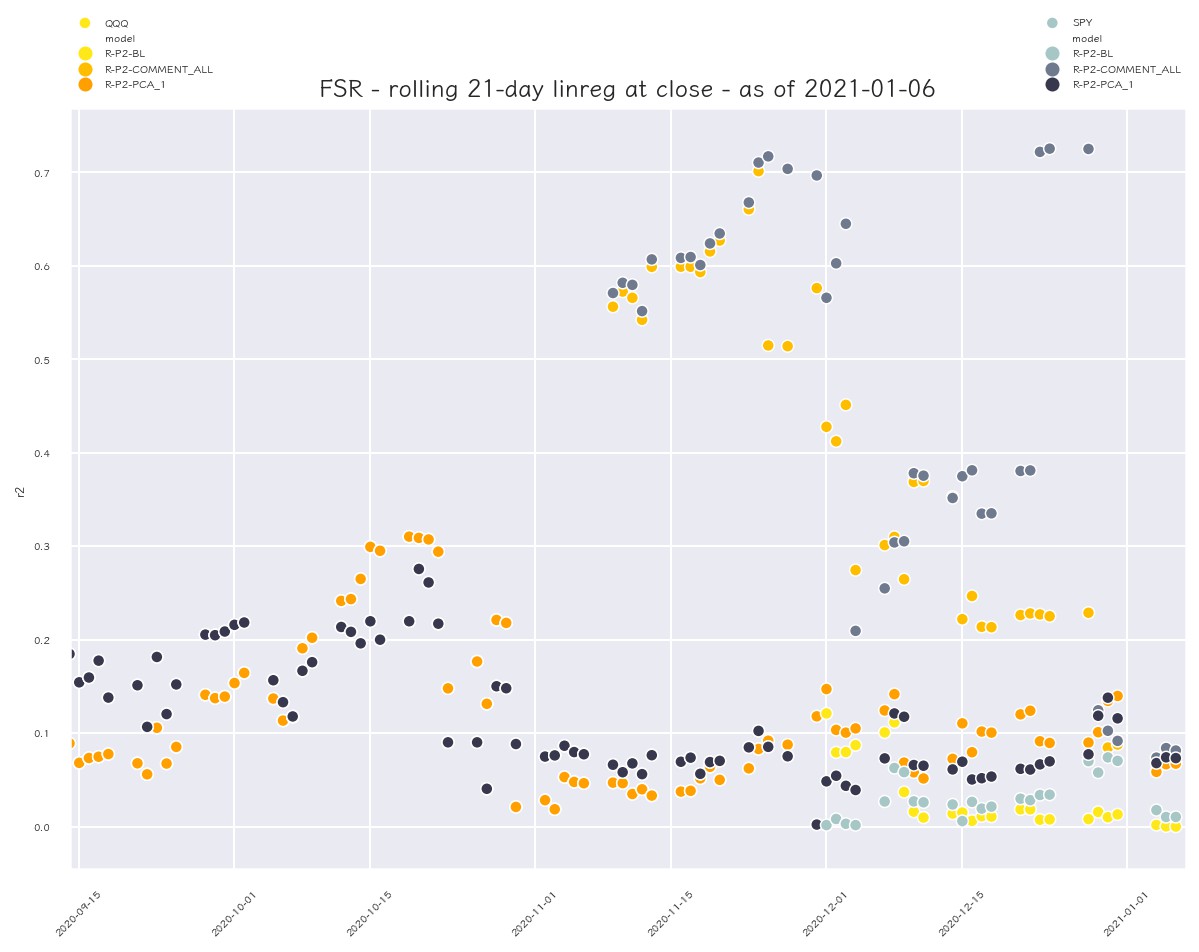 QQQ
model
R-P2-BL
R-P2-COMMENT_ALL
R-P2-PCA_1
SPY
model
R-P2-BL
R-P2-COMMENT_ALL
R-P2-PCA_1
FSR - rolling 21-day linreg at close - as of 2021-01-06
0.7
0.6
0.5
0.4
0.3
0.2
0.1
0.0
r2
2020-09-15
2020-10-01
2020-10-15
2020-11-01
2020-11-15
2020-12-01
2020-12-15
2021-01-01